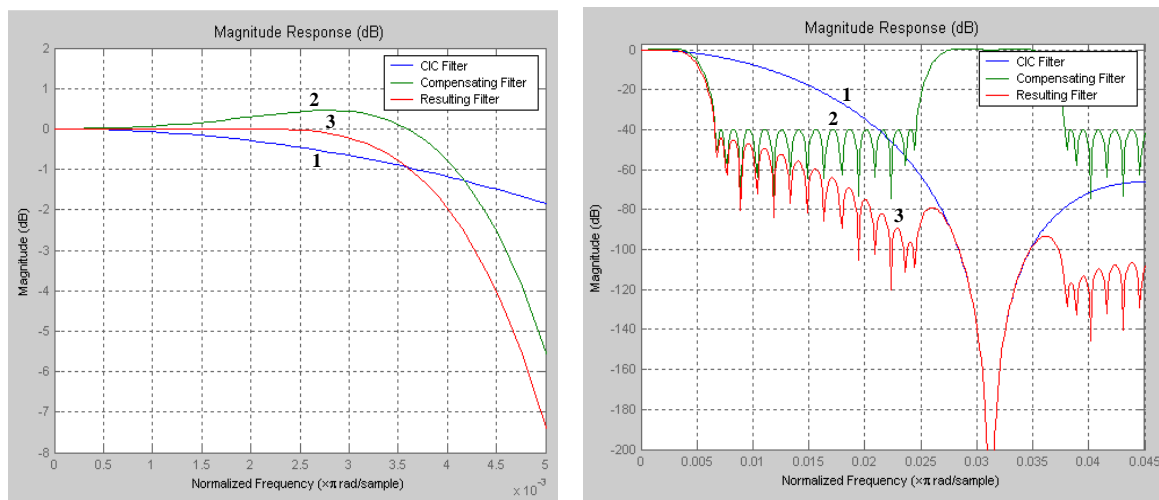 Magnitude Response (dB)
2
1
0
-1
-2
-3
-4
-5
-6
-7
-8
Magnitude (dB)
CIC Filter
Compensating Filter
Resulting Filter
2
3
1
0 0.5 1 1.5 2 2.5 3 3.5 4 4.5 5
Normalized Frequency (×π rad/sample)
× 10⁻³
Magnitude Response (dB)
0
-20
-40
-60
-80
-100
-120
-140
-160
-180
-200
Magnitude (dB)
CIC Filter
Compensating Filter
Resulting Filter
1
2
3
0 0.005 0.01 0.015 0.02 0.025 0.03 0.035 0.04 0.045
Normalized Frequency (×π rad/sample)